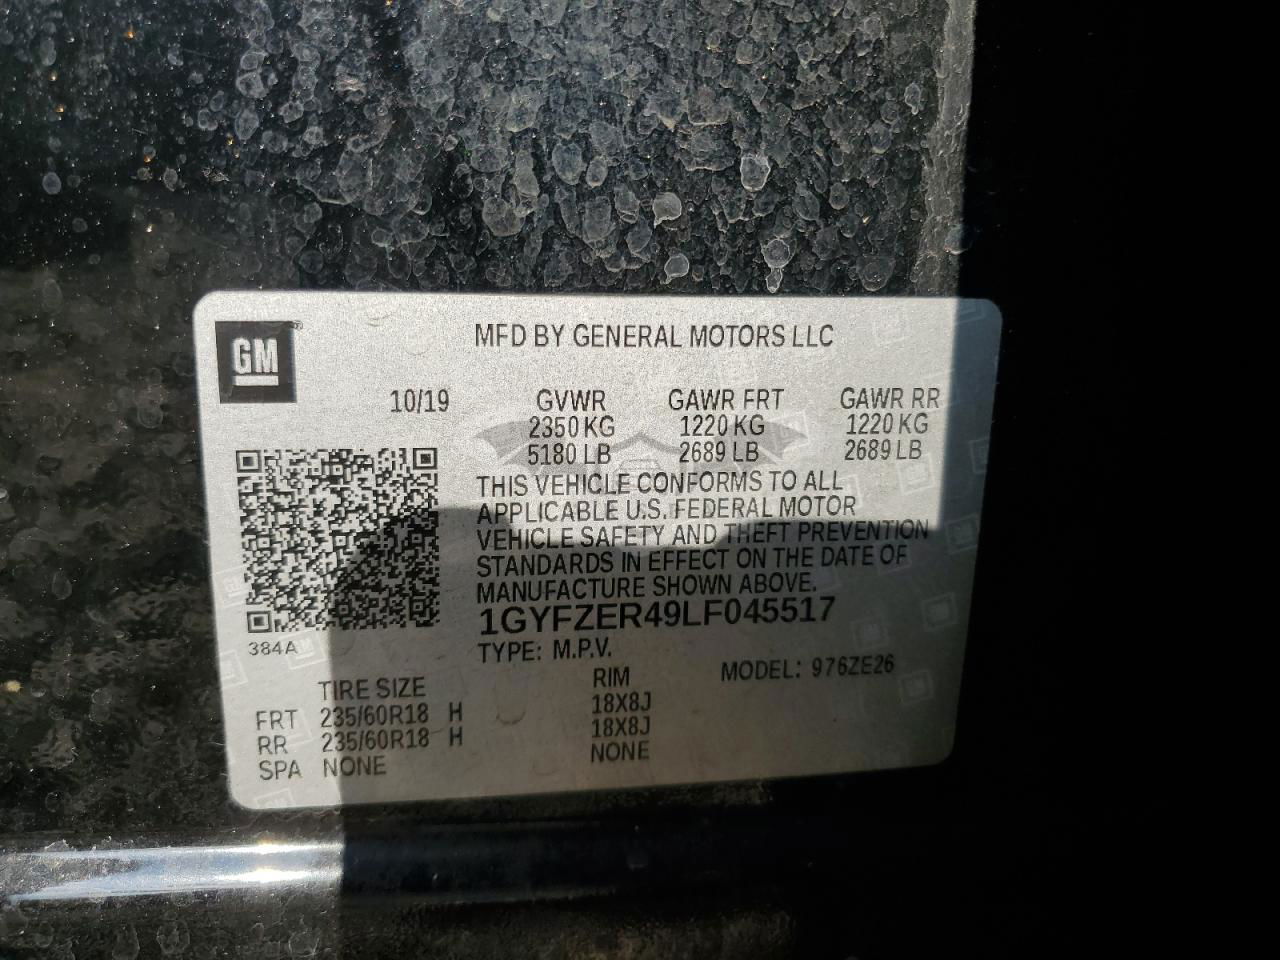 GM
MFD BY GENERAL MOTORS LLC
10/19 GVWR GAWR FRT GAWR RR
2350 KG 1220 KG 1220 KG
5180 LB 2689 LB 2689 LB
THIS VEHICLE CONFORMS TO ALL
APPLICABLE U.S. FEDERAL MOTOR
VEHICLE SAFETY AND THEFT PREVENTION
STANDARDS IN EFFECT ON THE DATE OF
MANUFACTURE SHOWN ABOVE.
1GYFZER49LF045517
384A
TYPE: M.P.V. MODEL: 976ZE26
TIRE SIZE RIM
FRT 235/60R18 H 18X8J
RR 235/60R18 H 18X8J
SPA NONE NONE